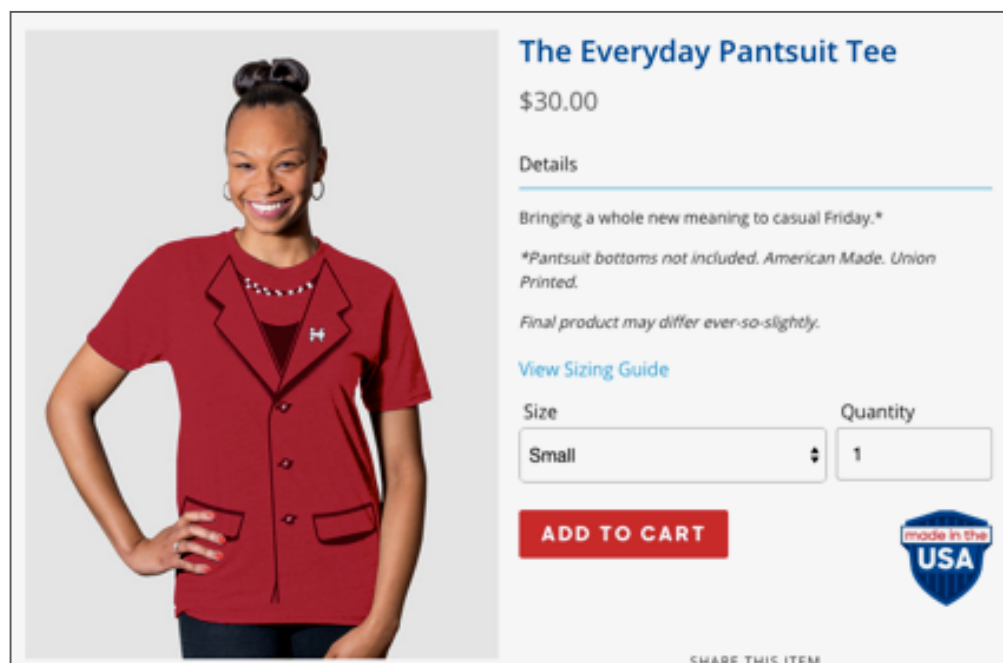 The Everyday Pantsuit Tee
$30.00
Details
Bringing a whole new meaning to casual Friday.*
*Pantsuit bottoms not included. American Made. Union
Printed.
Final product may differ ever-so-slightly.
View Sizing Guide
Size
Quantity
Small
1
ADD TO CART
made in the
USA
SHARE THIS ITEM
H